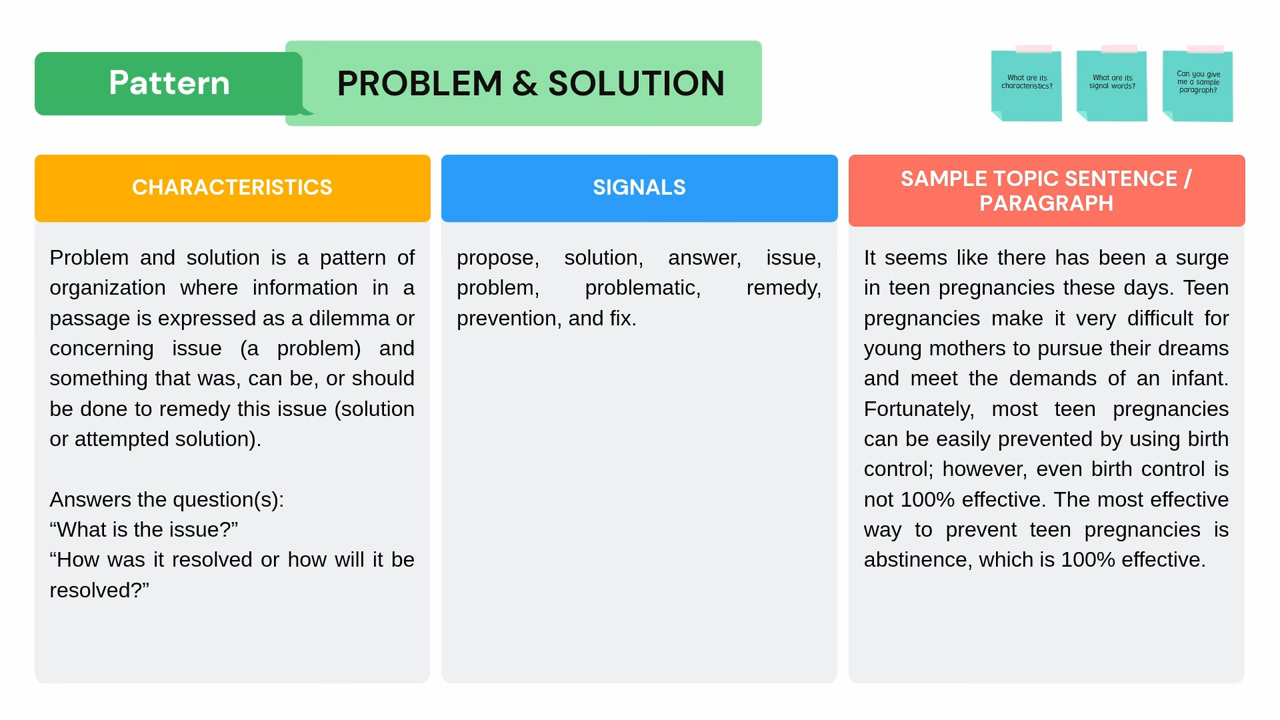 Pattern
PROBLEM & SOLUTION
What are its
characteristics?
What are its
signal words?
Can you give
me a sample
paragraph?
CHARACTERISTICS
Problem and solution is a pattern of
organization where information in a
passage is expressed as a dilemma or
concerning issue (a problem) and
something that was, can be, or should
be done to remedy this issue (solution
or attempted solution).
Answers the question(s):
“What is the issue?”
“How was it resolved or how will it be
resolved?”
SIGNALS
propose, solution, answer, issue,
problem, problematic, remedy,
prevention, and fix.
SAMPLE TOPIC SENTENCE /
PARAGRAPH
It seems like there has been a surge
in teen pregnancies these days. Teen
pregnancies make it very difficult for
young mothers to pursue their dreams
and meet the demands of an infant.
Fortunately, most teen pregnancies
can be easily prevented by using birth
control; however, even birth control is
not 100% effective. The most effective
way to prevent teen pregnancies is
abstinence, which is 100% effective.